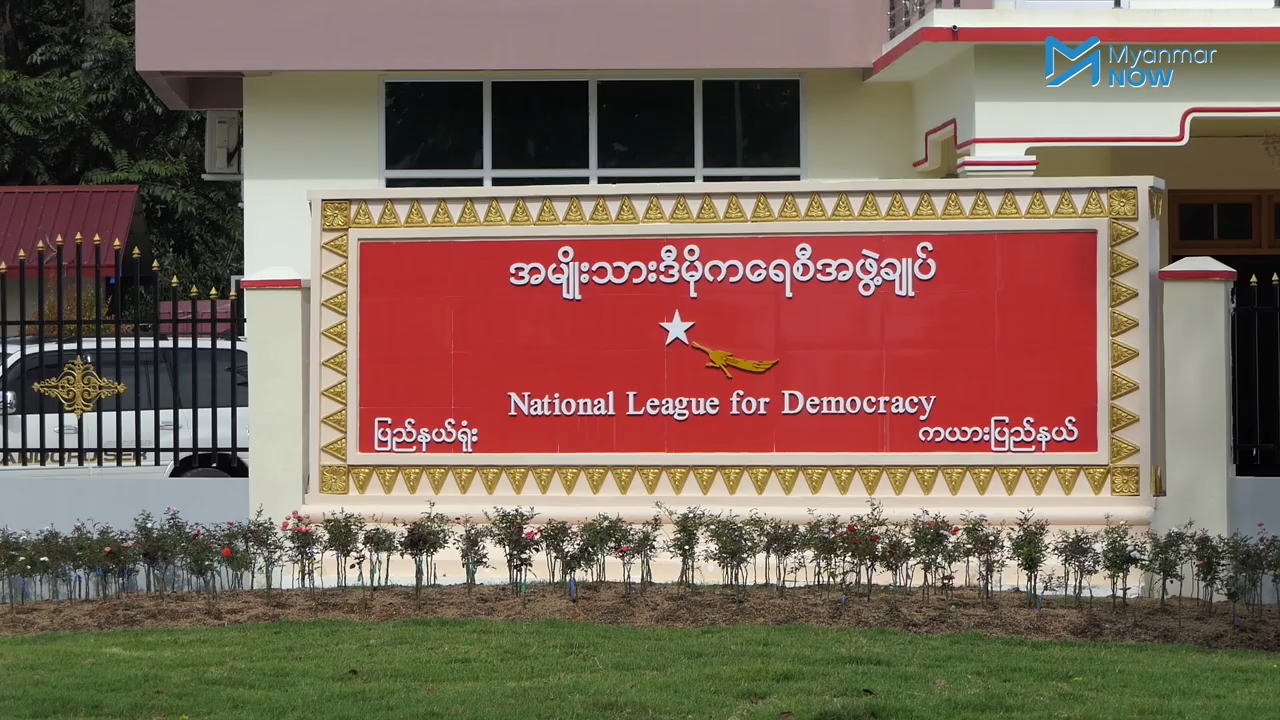 Myanmar
NOW
အမျိုးသားဒီမိုကရေစီအဖွဲ့ချုပ်
National League for Democracy
ပြည်နယ်ရုံး
ကယားပြည်နယ်